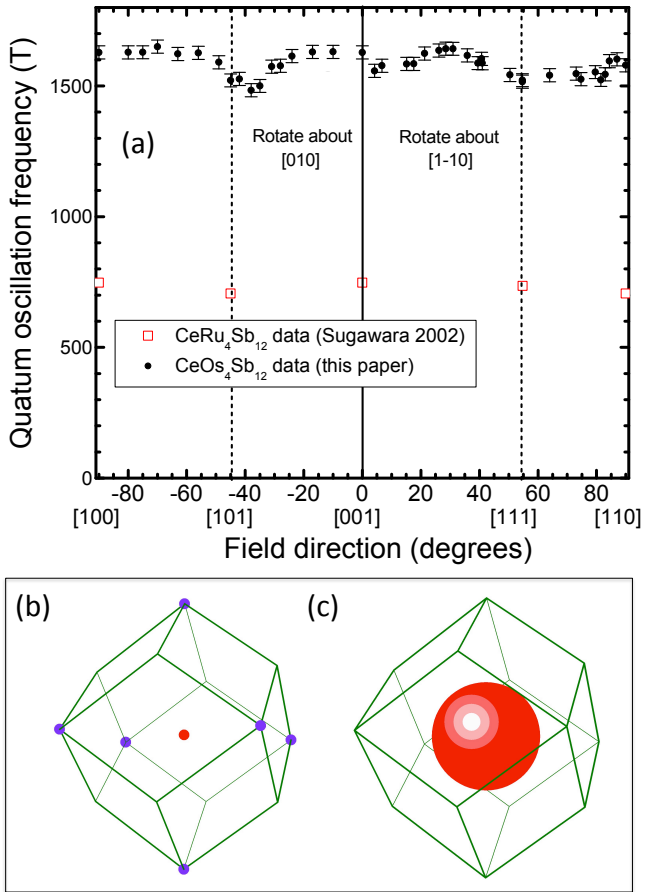 Quatum oscillation frequency (T)
1500
1000
500
0
(a)
Rotate about
[010]
Rotate about
[1-10]
CeRu4Sb12 data (Sugawara 2002)
CeOs4Sb12 data (this paper)
-80 -60 -40 -20 0 20 40 60 80
[100] [101] [001] [111] [110]
Field direction (degrees)
(b) (c)